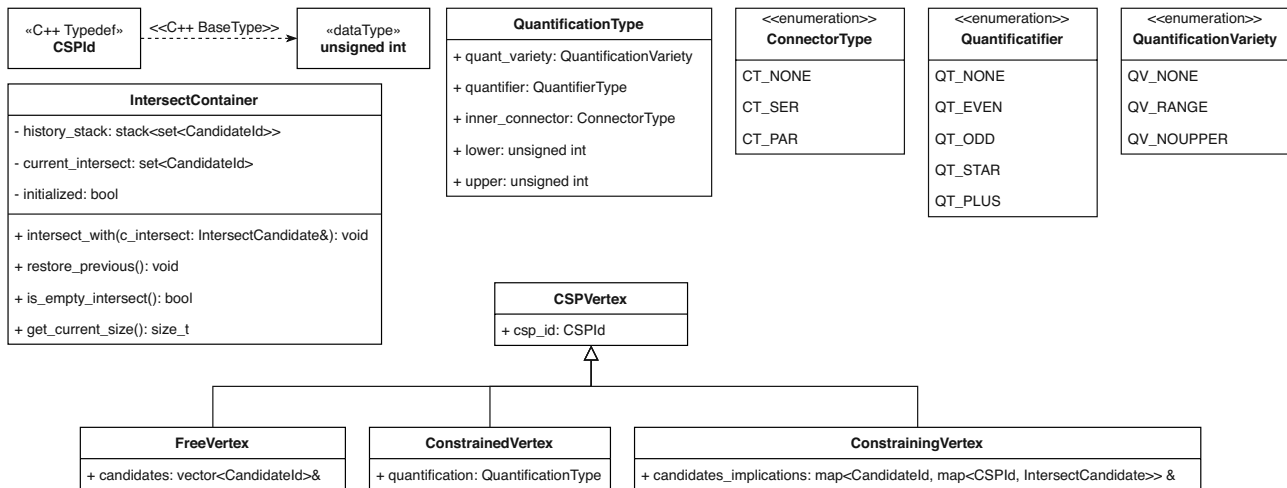 «C++ Typedef»
CSPId
<<C++ BaseType>>
«dataType»
unsigned int
QuantificationType
+ quant_variety: QuantificationVariety
+ quantifier: QuantifierType
+ inner_connector: ConnectorType
+ lower: unsigned int
+ upper: unsigned int
<<enumeration>>
ConnectorType
CT_NONE
CT_SER
CT_PAR
<<enumeration>>
Quantificatifier
QT_NONE
QT_EVEN
QT_ODD
QT_STAR
QT_PLUS
<<enumeration>>
QuantificationVariety
QV_NONE
QV_RANGE
QV_NOUPPER
IntersectContainer
- history_stack: stack<set<CandidateId>>
- current_intersect: set<CandidateId>
- initialized: bool
+ intersect_with(c_intersect: IntersectCandidate&): void
+ restore_previous(): void
+ is_empty_intersect(): bool
+ get_current_size(): size_t
CSPVertex
+ csp_id: CSPId
FreeVertex
+ candidates: vector<CandidateId>&
ConstrainedVertex
+ quantification: QuantificationType
ConstrainingVertex
+ candidates_implications: map<CandidateId, map<CSPId, IntersectCandidate>> &